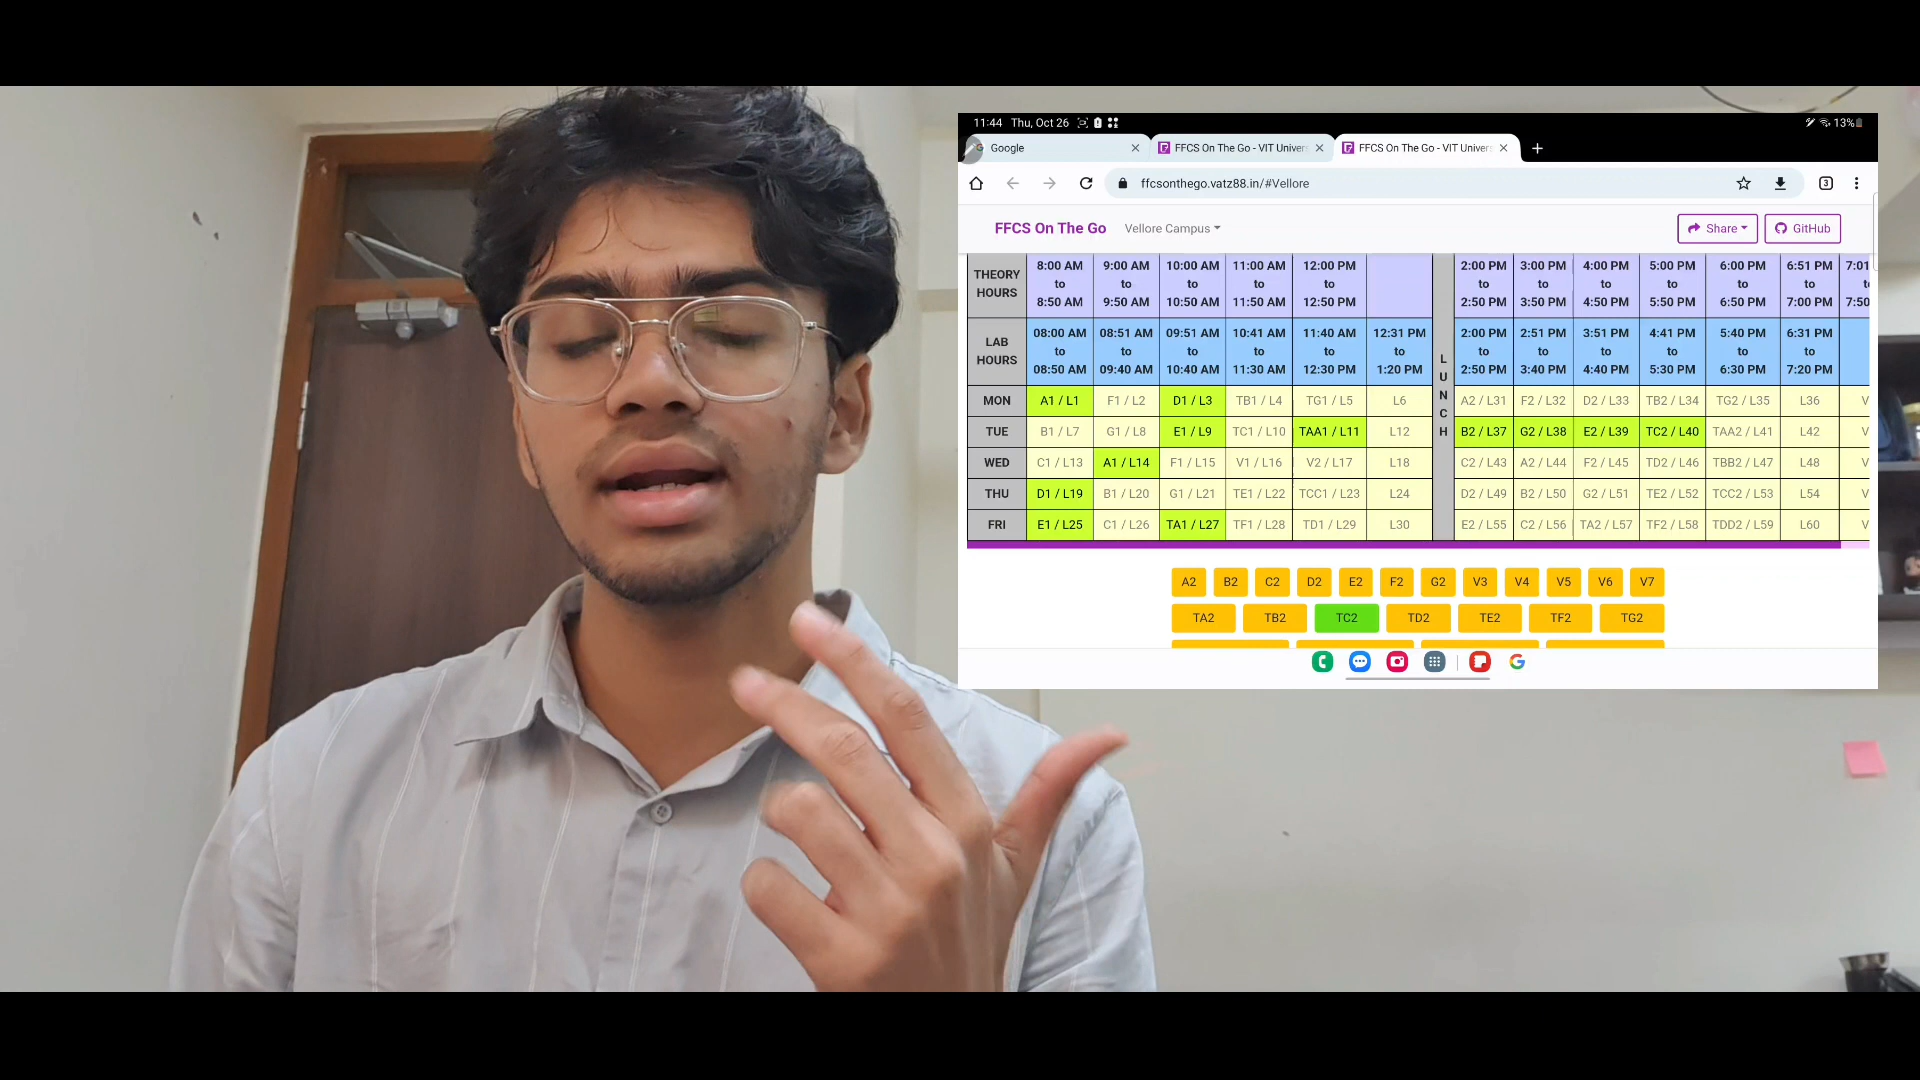 11:44 Thu, Oct 26
13%
Google
FFCS On The Go - VIT Univers
FFCS On The Go - VIT Univers
ffcsonthego.vatz88.in/#Vellore
3
FFCS On The Go
Vellore Campus
Share
GitHub
THEORY HOURS
8:00 AM to 8:50 AM
9:00 AM to 9:50 AM
10:00 AM to 10:50 AM
11:00 AM to 11:50 AM
12:00 PM to 12:50 PM
LUNCH
2:00 PM to 2:50 PM
3:00 PM to 3:50 PM
4:00 PM to 4:50 PM
5:00 PM to 5:50 PM
6:00 PM to 6:50 PM
6:51 PM to 7:00 PM
7:01 t 7:50
LAB HOURS
08:00 AM to 08:50 AM
08:51 AM to 09:40 AM
09:51 AM to 10:40 AM
10:41 AM to 11:30 AM
11:40 AM to 12:30 PM
12:31 PM to 1:20 PM
2:00 PM to 2:50 PM
2:51 PM to 3:40 PM
3:51 PM to 4:40 PM
4:41 PM to 5:30 PM
5:40 PM to 6:30 PM
6:31 PM to 7:20 PM
MON A1 / L1 F1 / L2 D1 / L3 TB1 / L4 TG1 / L5 L6 A2 / L31 F2 / L32 D2 / L33 TB2 / L34 TG2 / L35 L36 V
TUE B1 / L7 G1 / L8 E1 / L9 TC1 / L10 TAA1 / L11 L12 B2 / L37 G2 / L38 E2 / L39 TC2 / L40 TAA2 / L41 L42 V
WED C1 / L13 A1 / L14 F1 / L15 V1 / L16 V2 / L17 L18 C2 / L43 A2 / L44 F2 / L45 TD2 / L46 TBB2 / L47 L48 V
THU D1 / L19 B1 / L20 G1 / L21 TE1 / L22 TCC1 / L23 L24 D2 / L49 B2 / L50 G2 / L51 TE2 / L52 TCC2 / L53 L54 V
FRI E1 / L25 C1 / L26 TA1 / L27 TF1 / L28 TD1 / L29 L30 E2 / L55 C2 / L56 TA2 / L57 TF2 / L58 TDD2 / L59 L60 V
A2 B2 C2 D2 E2 F2 G2 V3 V4 V5 V6 V7
TA2 TB2 TC2 TD2 TE2 TF2 TG2